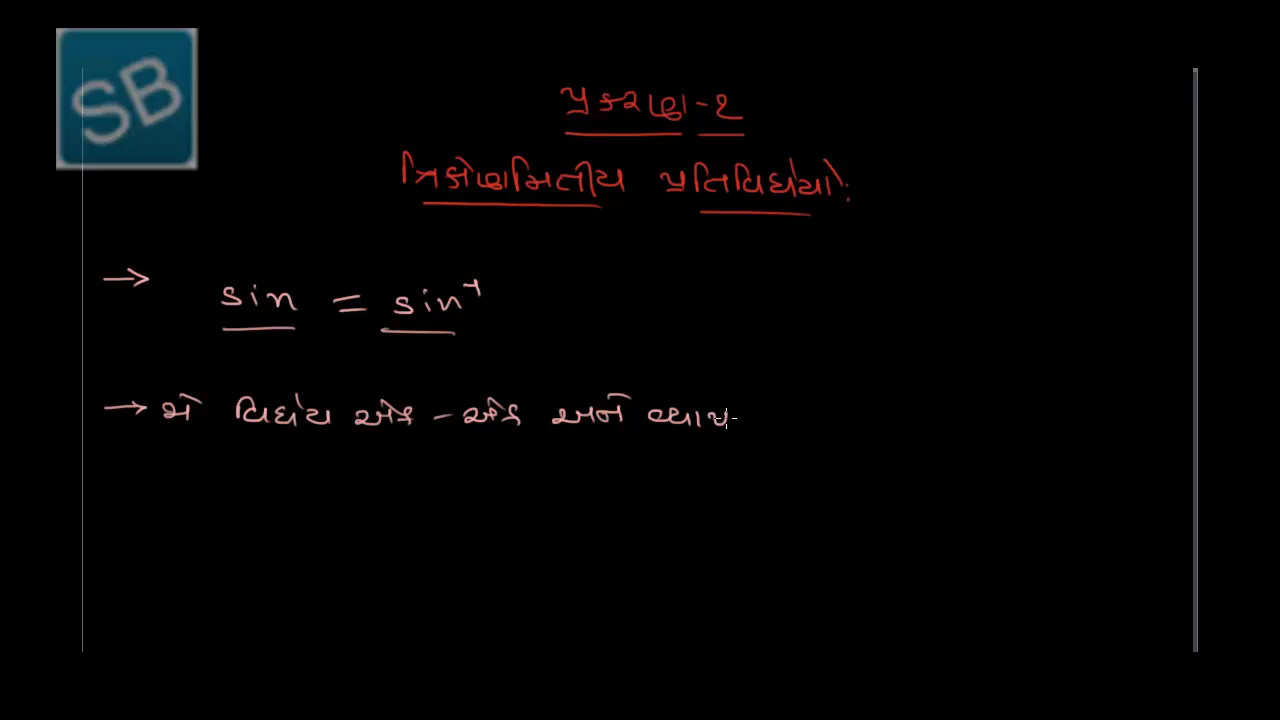 SB
પ્રકરણ-૨
ત્રિકોણમિતીય પ્રતિવિધેયો:
→ sin = sin⁻¹
→ જો વિધેય એક - એક અને વ્યાપ